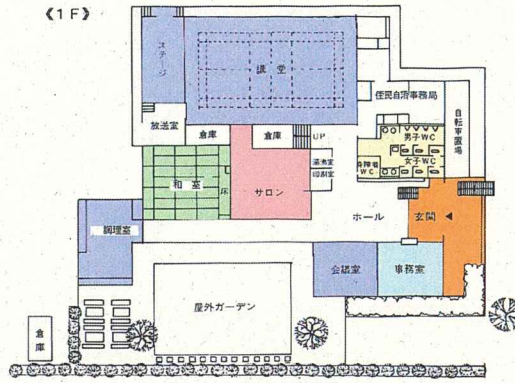 《1F》
ステージ
講堂
住民自治事務局
自転車置場
放送室
倉庫
倉庫
UP
男子WC
女子WC
身障者
WC
湯沸室
印刷室
和室
床
サロン
ホール
玄関
調理室
会議室
事務室
屋外ガーデン
倉庫